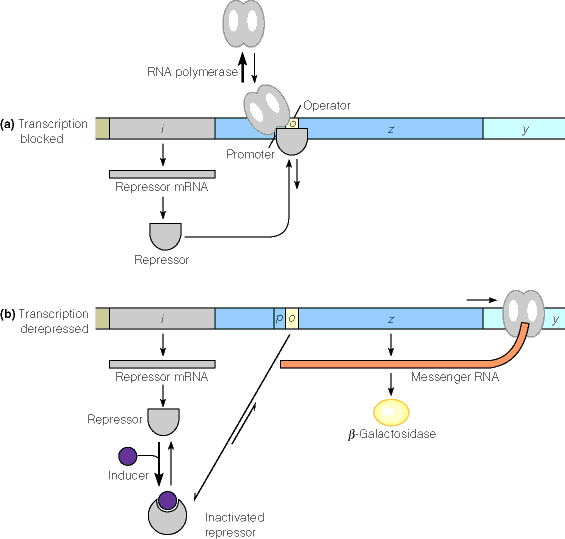 RNA polymerase
Operator
(a) Transcription
blocked
i
o
z
y
Promoter
Repressor mRNA
Repressor
(b) Transcription
derepressed
i
p
o
z
y
Repressor mRNA
Messenger RNA
Repressor
β-Galactosidase
Inducer
Inactivated
repressor